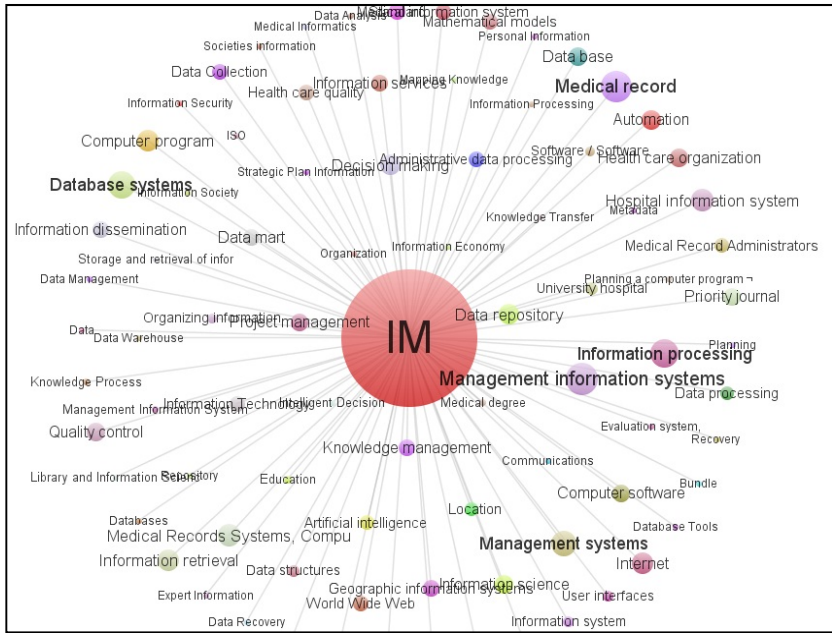 Data Analysis
Standard
Medical information system
Mathematical models
Medical Informatics
Personal Information
Societies information
Data base
Data Collection
Information services
Mapping Knowledge
Medical record
Health care quality
Information Security
Information Processing
Automation
ISO
Computer program
Software / Software
Decision making
Administrative data processing
Health care organization
Strategic Plan Information
Database systems
Information Society
Hospital information system
Metadata
Knowledge Transfer
Information dissemination
Data mart
Information Economy
Medical Record Administrators
Organization
Storage and retrieval of infor
Data Management
Planning a computer program ¬
University hospital
Priority journal
Organizing information
Project management
Data repository
Data
Data Warehouse
IM
Planning
Information processing
Management information systems
Knowledge Process
Data processing
Information Technology
Intelligent Decision
Medical degree
Management Information System
Quality control
Evaluation system,
Recovery
Knowledge management
Communications
Library and Information Scienc
Repository
Education
Bundle
Computer software
Location
Databases
Artificial intelligence
Database Tools
Medical Records Systems, Compu
Management systems
Information retrieval
Internet
Data structures
Geographic information systems
Information science
Expert Information
World Wide Web
User interfaces
Data Recovery
Information system